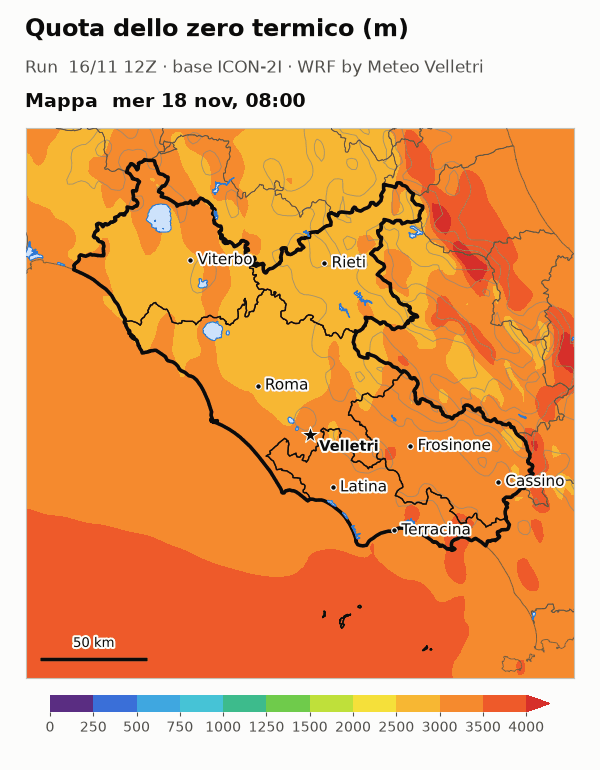 Quota dello zero termico (m)
Run  16/11 12Z · base ICON-2I · WRF by Meteo Velletri
Mappa  mer 18 nov, 08:00
Viterbo
Rieti
Roma
Velletri
Frosinone
Cassino
Latina
Terracina
50 km
0 250 500 750 1000 1250 1500 2000 2500 3000 3500 4000